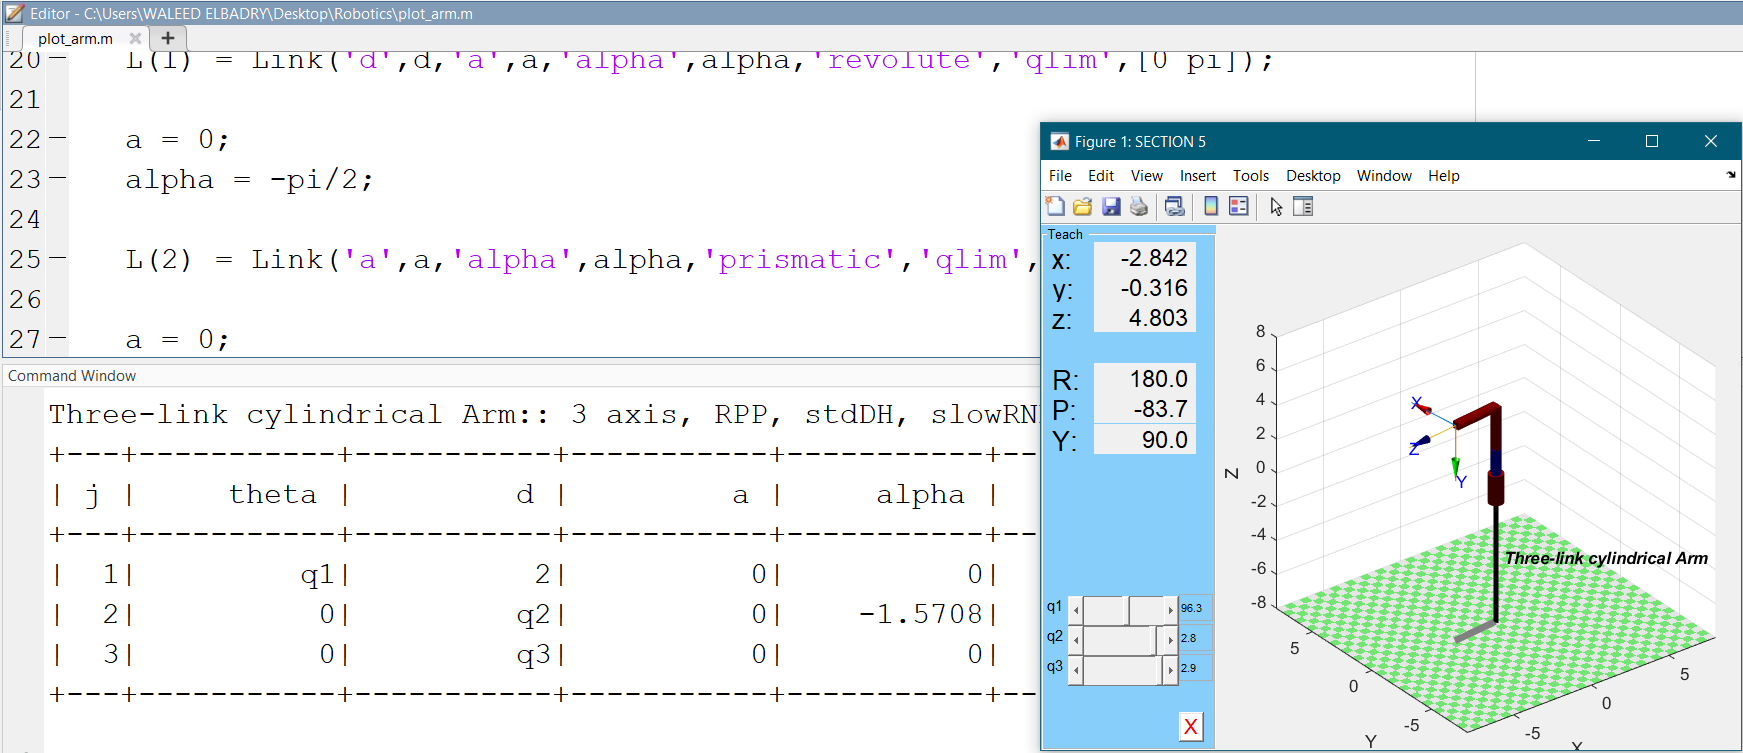 Editor - C:\Users\WALEED ELBADRY\Desktop\Robotics\plot_arm.m
plot_arm.m
20 L(1) = Link('d',d,'a',a,'alpha',alpha,'revolute','qlim',[0 pi]);
21
22 a = 0;
23 alpha = -pi/2;
24
25 L(2) = Link('a',a,'alpha',alpha,'prismatic','qlim',
26
27 a = 0;
Command Window
Three-link cylindrical Arm:: 3 axis, RPP, stdDH, slowRN
+---+-----------+-----------+-----------+-----------+--
| j | theta | d | a | alpha |
+---+-----------+-----------+-----------+-----------+--
| 1| q1| 2| 0| 0|
| 2| 0| q2| 0| -1.5708|
| 3| 0| q3| 0| 0|
+---+-----------+-----------+-----------+-----------+--
Figure 1: SECTION 5
File Edit View Insert Tools Desktop Window Help
Teach
x: -2.842
y: -0.316
z: 4.803
R: 180.0
P: -83.7
Y: 90.0
q1 96.3
q2 2.8
q3 2.9
X
8
6
4
2
0
-2
-4
-6
-8
Z
X
Z
Y
Three-link cylindrical Arm
5
0
-5
Y
-5
0
5
X